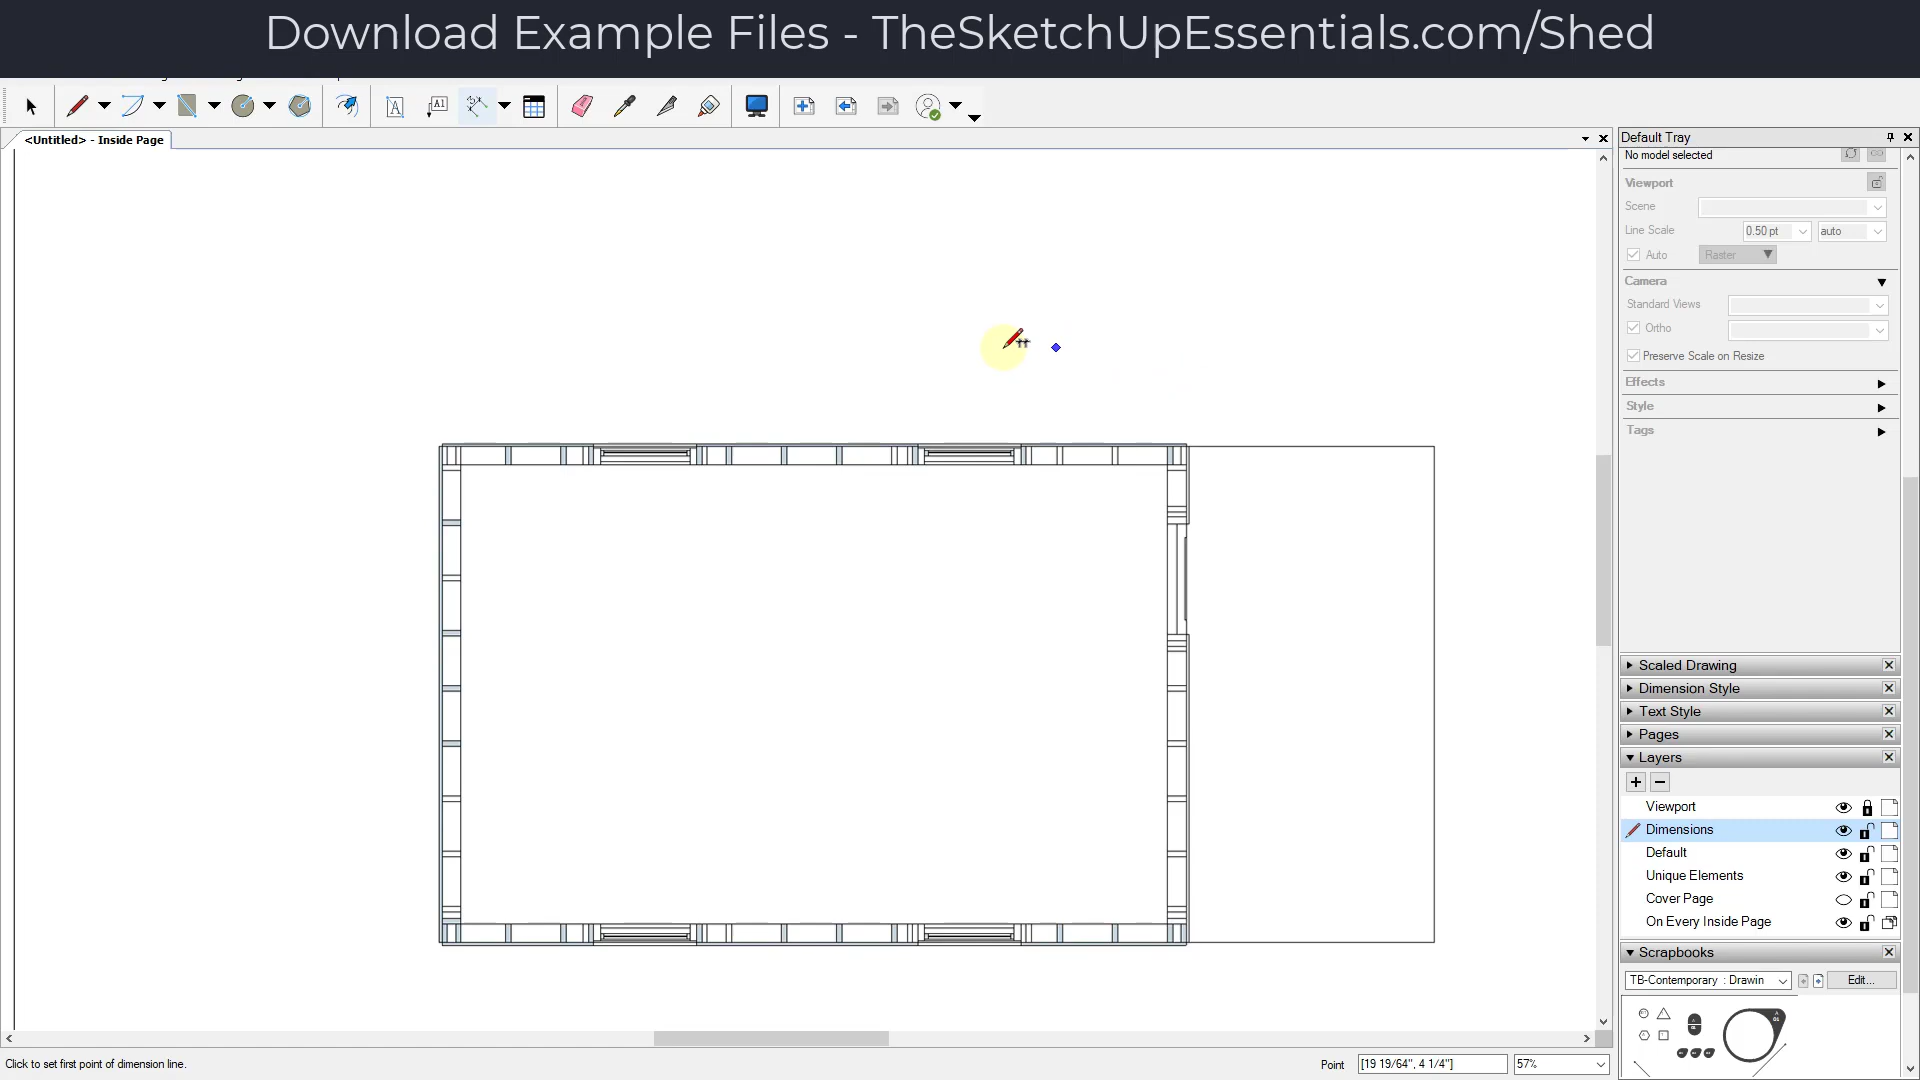 Download Example Files - TheSketchUpEssentials.com/Shed
A1
<Untitled> - Inside Page
Default Tray
No model selected
Viewport
Scene
Line Scale
0.50 pt
auto
Auto
Raster
Camera
Standard Views
Ortho
Preserve Scale on Resize
Effects
Style
Tags
Scaled Drawing
Dimension Style
Text Style
Pages
Layers
Viewport
Dimensions
Default
Unique Elements
Cover Page
On Every Inside Page
Scrapbooks
TB-Contemporary : Drawin
Edit...
Click to set first point of dimension line.
Point
[19 19/64", 4 1/4"]
57%